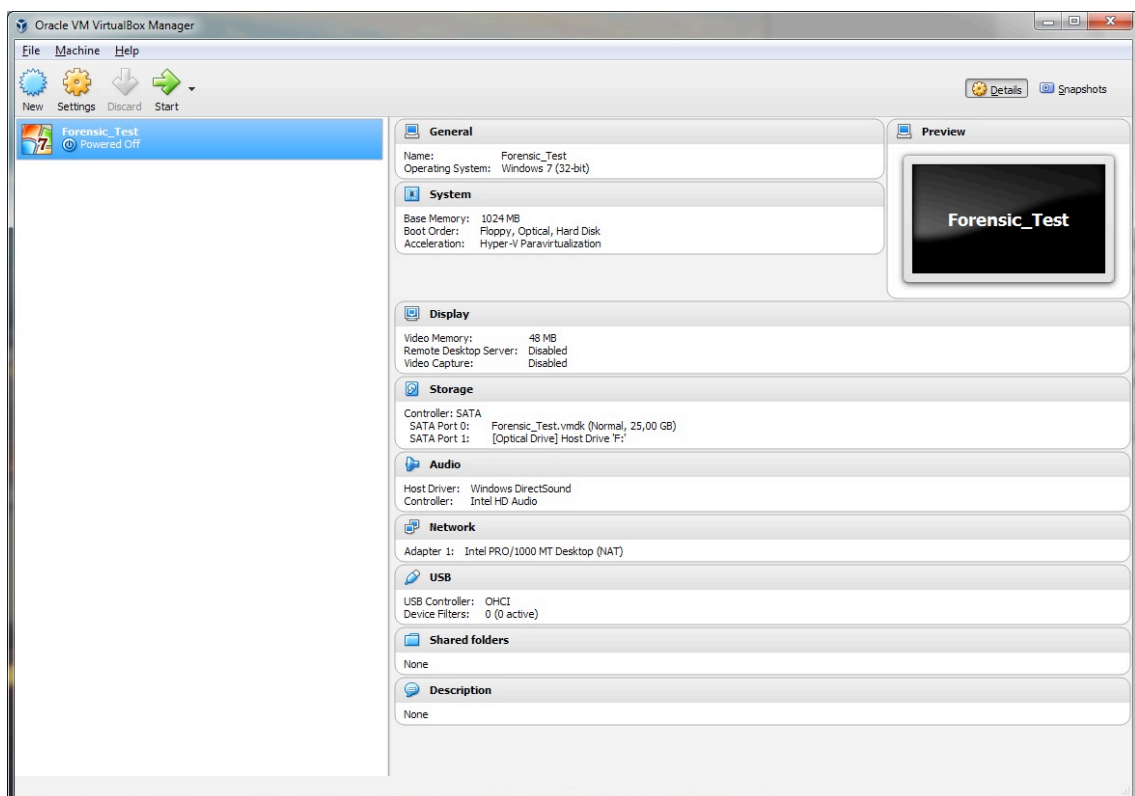 Oracle VM VirtualBox Manager
File Machine Help
New Settings Discard Start
Details Snapshots
Forensic_Test
Powered Off
General
Name: Forensic_Test
Operating System: Windows 7 (32-bit)
System
Base Memory: 1024 MB
Boot Order: Floppy, Optical, Hard Disk
Acceleration: Hyper-V Paravirtualization
Preview
Forensic_Test
Display
Video Memory: 48 MB
Remote Desktop Server: Disabled
Video Capture: Disabled
Storage
Controller: SATA
SATA Port 0: Forensic_Test.vmdk (Normal, 25,00 GB)
SATA Port 1: [Optical Drive] Host Drive 'F:'
Audio
Host Driver: Windows DirectSound
Controller: Intel HD Audio
Network
Adapter 1: Intel PRO/1000 MT Desktop (NAT)
USB
USB Controller: OHCI
Device Filters: 0 (0 active)
Shared folders
None
Description
None